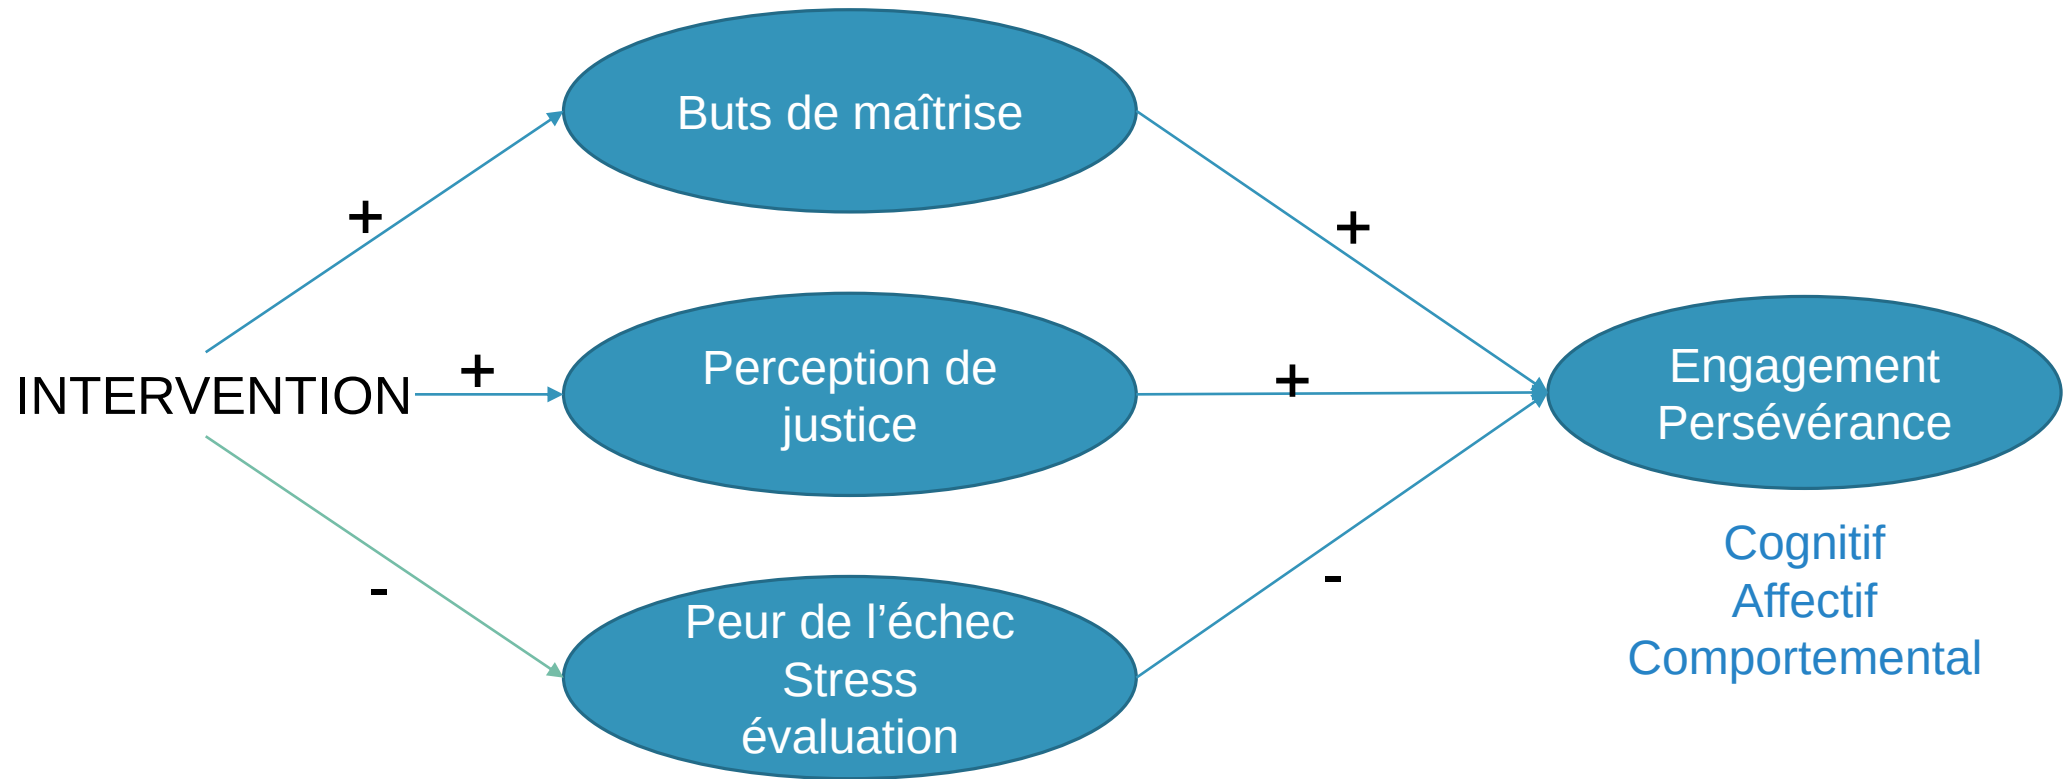 Buts de maîtrise
+
+
INTERVENTION
+
Perception de
justice
+
Engagement
Persévérance
-
Peur de l’échec
Stress
évaluation
-
Cognitif
Affectif
Comportemental